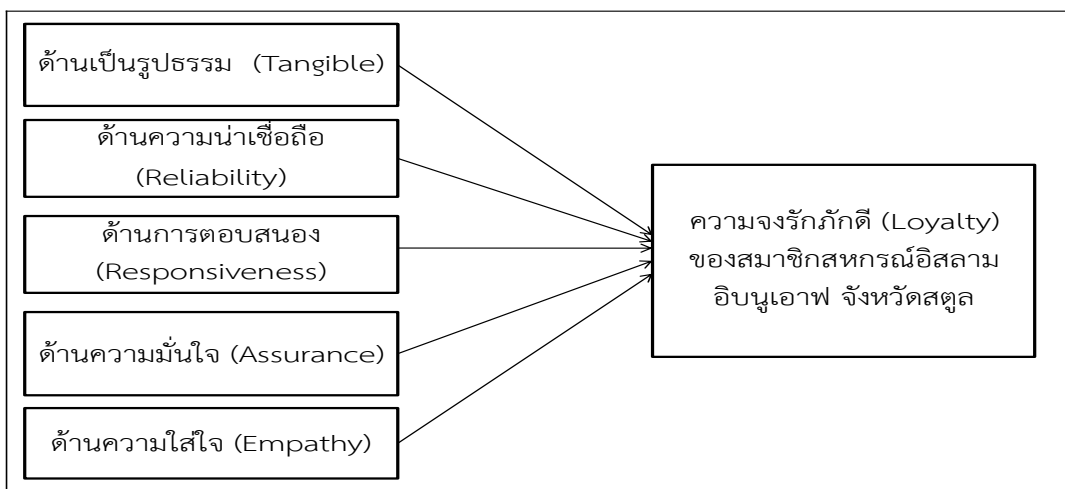 ด้านเป็นรูปธรรม (Tangible)
ด้านความน่าเชื่อถือ
(Reliability)
ด้านการตอบสนอง
(Responsiveness)
ด้านความมั่นใจ (Assurance)
ด้านความใส่ใจ (Empathy)
ความจงรักภักดี (Loyalty)
ของสมาชิกสหกรณ์อิสลาม
อิบนูเอาฟ จังหวัดสตูล